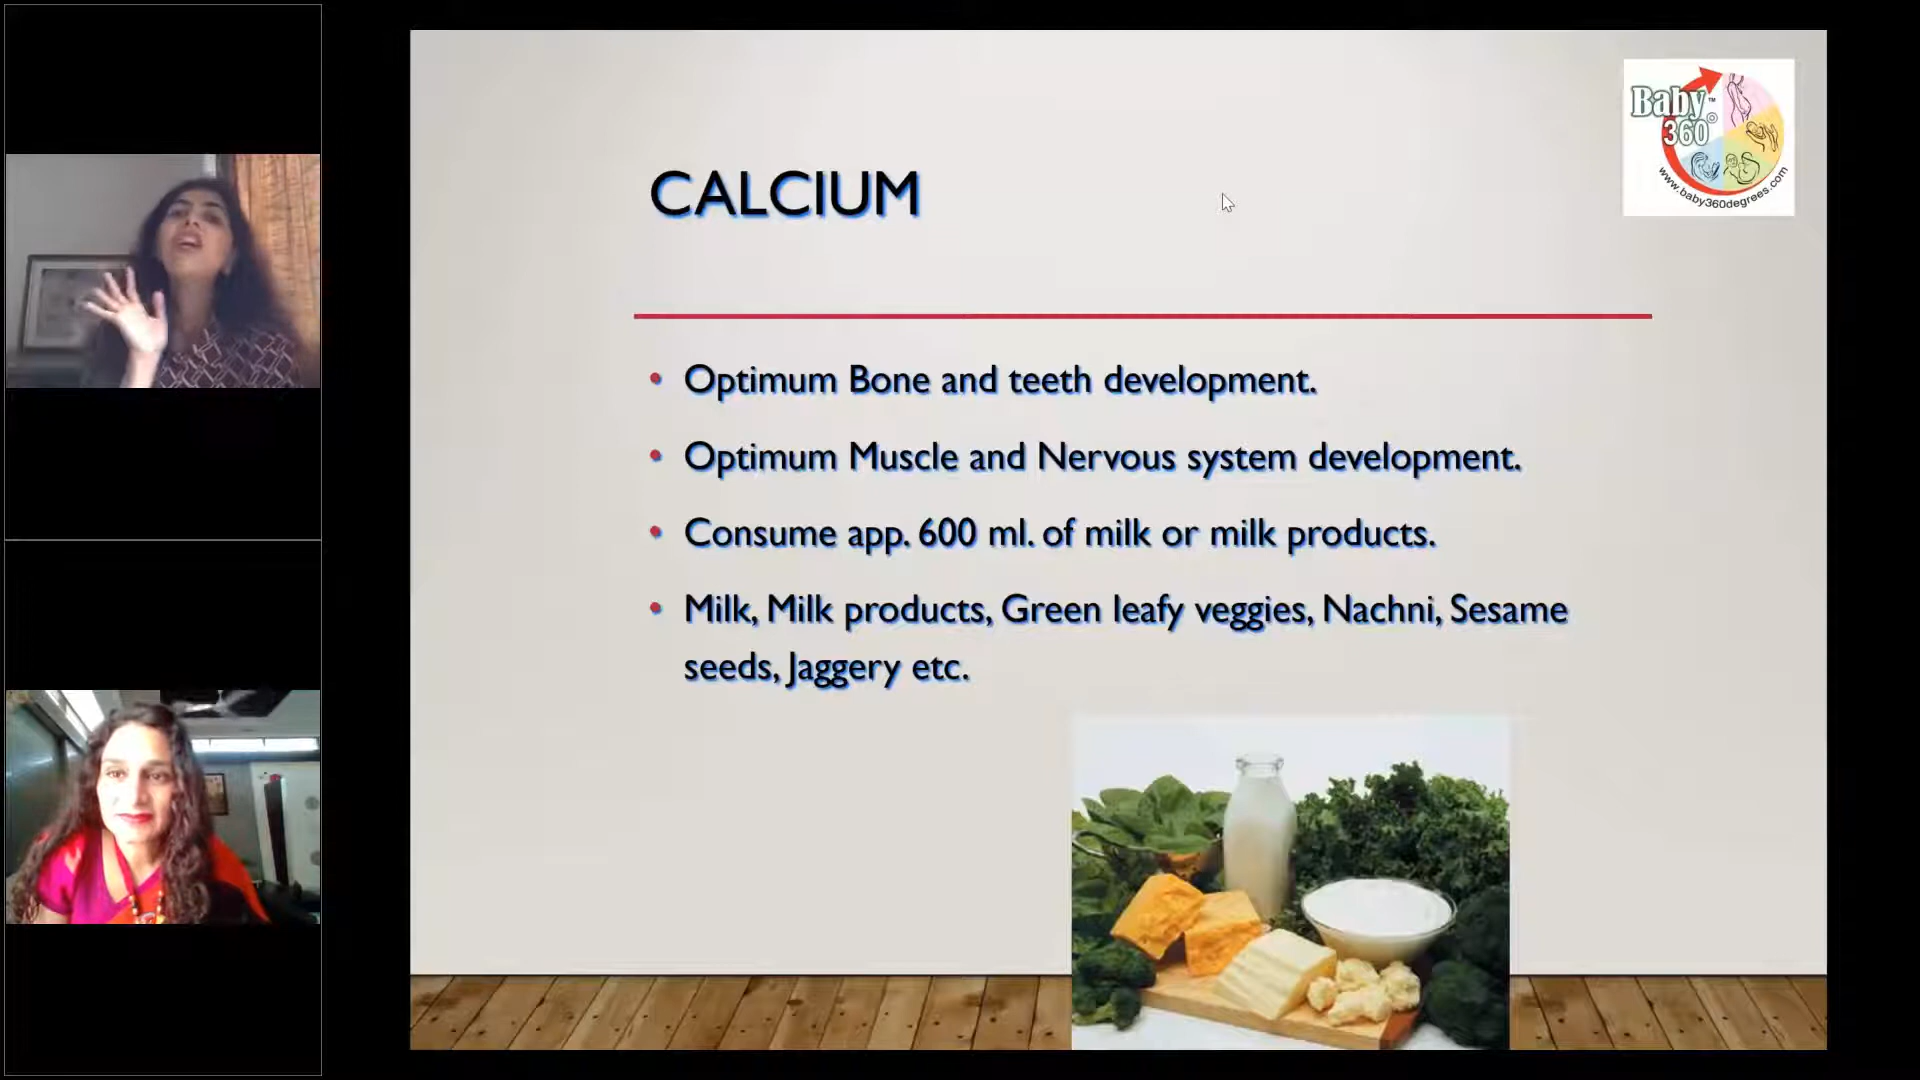 Baby™
360°
www.baby360degrees.com
CALCIUM
• Optimum Bone and teeth development.
• Optimum Muscle and Nervous system development.
• Consume app. 600 ml. of milk or milk products.
• Milk, Milk products, Green leafy veggies, Nachni, Sesame
seeds, Jaggery etc.